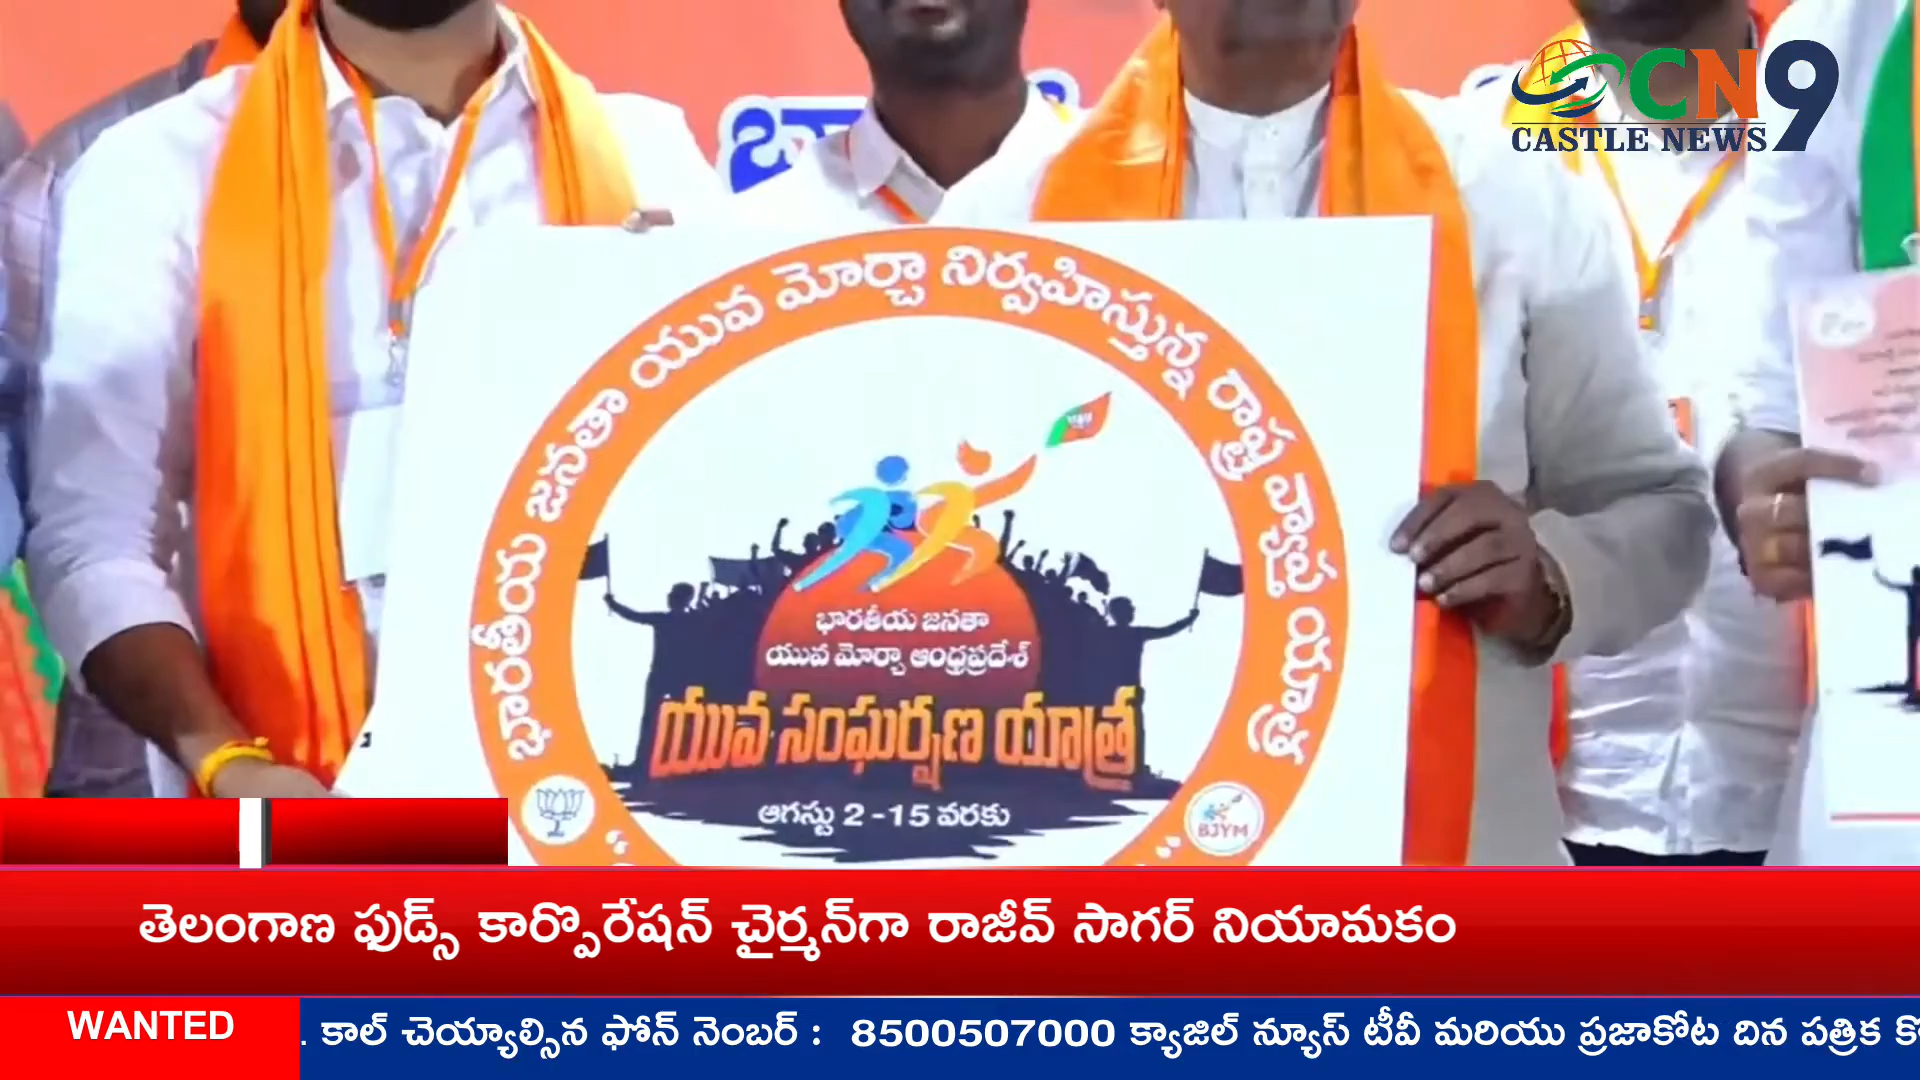 CN9
CASTLE NEWS
భారతీయ జనతా యువ మోర్చా నిర్వహిస్తున్న రాష్ట్ర వ్యాప్త యాత్ర
భారతీయ జనతా
యువ మోర్చా ఆంధ్రప్రదేశ్
యువ సంఘర్షణ యాత్ర
ఆగస్టు 2 -15 వరకు
BJYM
తెలంగాణ ఫుడ్స్ కార్పొరేషన్ చైర్మన్‌గా రాజీవ్ సాగర్ నియామకం
WANTED
. కాల్ చెయ్యాల్సిన ఫోన్ నెంబర్ : 8500507000 క్యాజిల్ న్యూస్ టీవీ మరియు ప్రజాకోట దిన పత్రిక